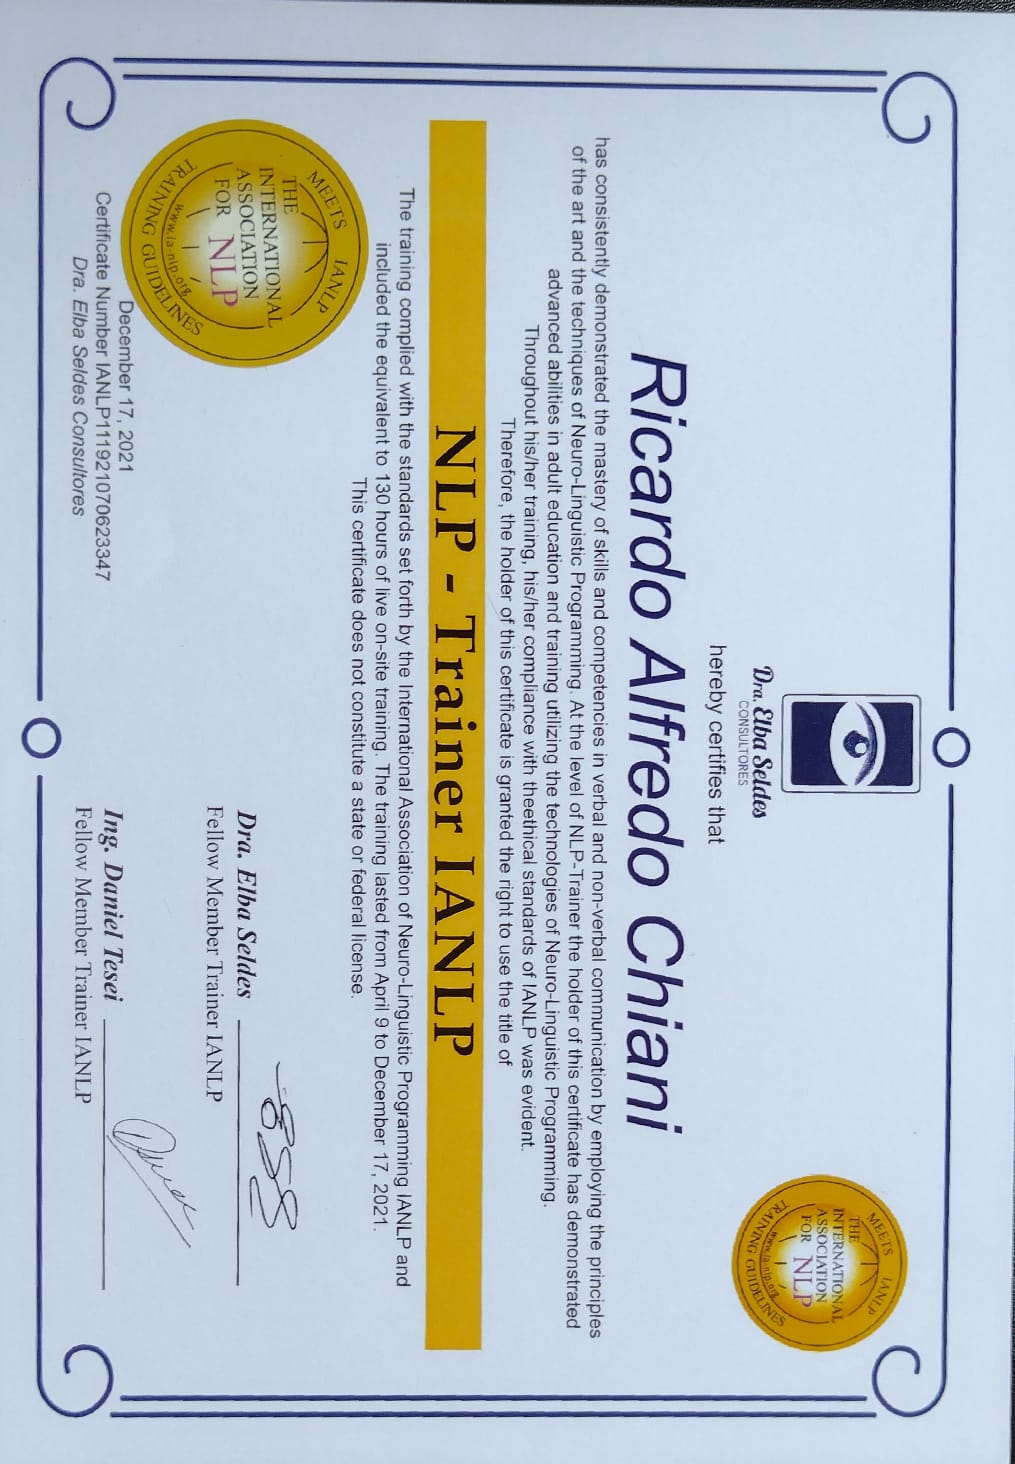 Dra. Elba Seldes
CONSULTORES
hereby certifies that
Ricardo Alfredo Chiani
has consistently demonstrated the mastery of skills and competencies in verbal and non-verbal communication by employing the principles
of the art and the techniques of Neuro-Linguistic Programming. At the level of NLP-Trainer the holder of this certificate has demonstrated
advanced abilities in adult education and training utilizing the technologies of Neuro-Linguistic Programming.
Throughout his/her training, his/her compliance with theethical standards of IANLP was evident.
Therefore, the holder of this certificate is granted the right to use the title of
NLP - Trainer IANLP
The training complied with the standards set forth by the International Association of Neuro-Linguistic Programming IANLP and
included the equivalent to 130 hours of live on-site training. The training lasted from April 9 to December 17, 2021.
This certificate does not constitute a state or federal license.
MEETS IANLP
THE
INTERNATIONAL
ASSOCIATION
FOR NLP
www.ia-nlp.org
TRAINING GUIDELINES
MEETS IANLP
THE
INTERNATIONAL
ASSOCIATION
FOR NLP
www.ia-nlp.org
TRAINING GUIDELINES
December 17, 2021
Certificate Number IANLP1119210706233​47
Dra. Elba Seldes Consultores
Dra. Elba Seldes
Fellow Member Trainer IANLP
Ing. Daniel Tesei
Fellow Member Trainer IANLP